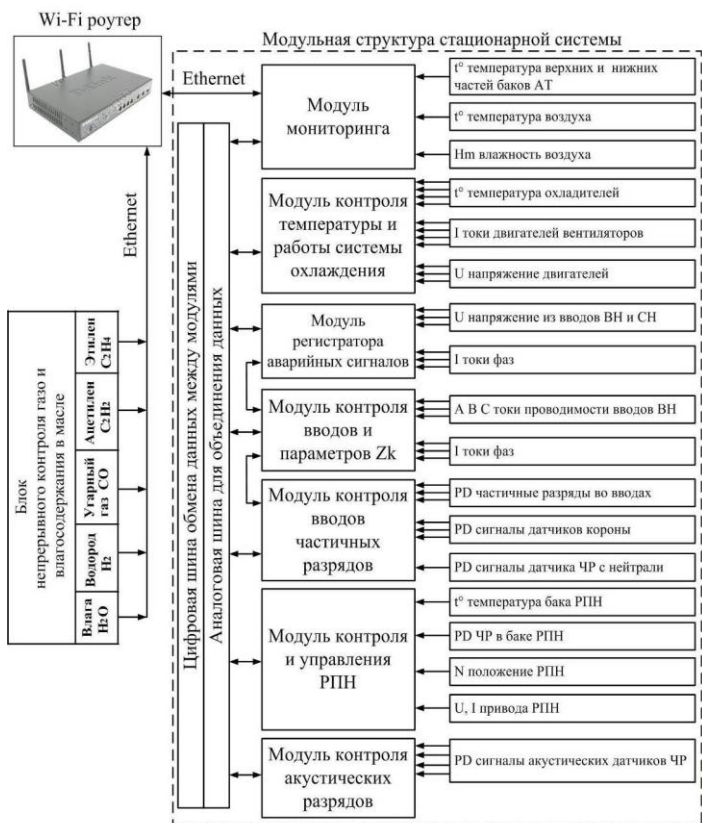 Wi-Fi роутер
Модульная структура стационарной системы
Ethernet
Ethernet
Блок
непрерывного контроля газо и
влагосодержания в масле
Этилен
C₂H₄
Ацетилен
C₂H₂
Угарный
газ CO
Водород
H₂
Влага
H₂O
Цифровая шина обмена данных между модулями
Аналоговая шина для объединения данных
Модуль
мониторинга
t° температура верхних и нижних
частей баков АТ
t° температура воздуха
Hm влажность воздуха
Модуль контроля
температуры и
работы системы
охлаждения
t° температура охладителей
I токи двигателей вентиляторов
U напряжение двигателей
Модуль
регистратора
аварийных сигналов
U напряжение из вводов ВН и СН
I токи фаз
Модуль контроля
вводов и
параметров Zk
A B C токи проводимости вводов ВН
I токи фаз
Модуль контроля
вводов
частичных
разрядов
PD частичные разряды во вводах
PD сигналы датчиков короны
PD сигналы датчика ЧР с нейтрали
Модуль контроля
и управления
РПН
t° температура бака РПН
PD ЧР в баке РПН
N положение РПН
U, I привода РПН
Модуль контроля
акустических
разрядов
PD сигналы акустических датчиков ЧР